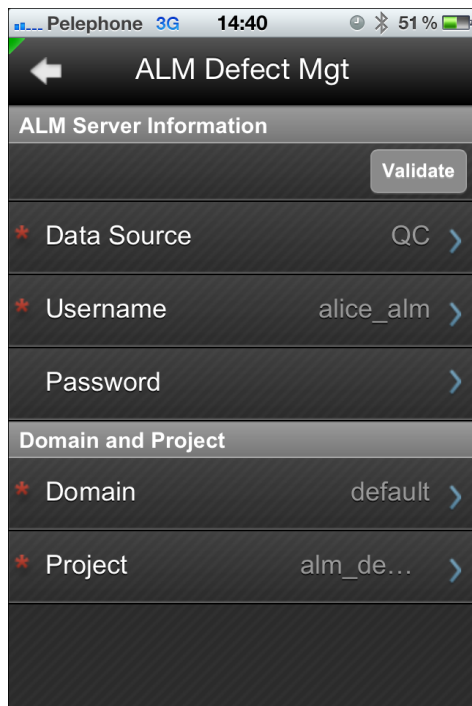 Pelephone 3G 14:40 51%
ALM Defect Mgt
ALM Server Information
Validate
* Data Source QC
* Username alice_alm
Password
Domain and Project
* Domain default
* Project alm_de...